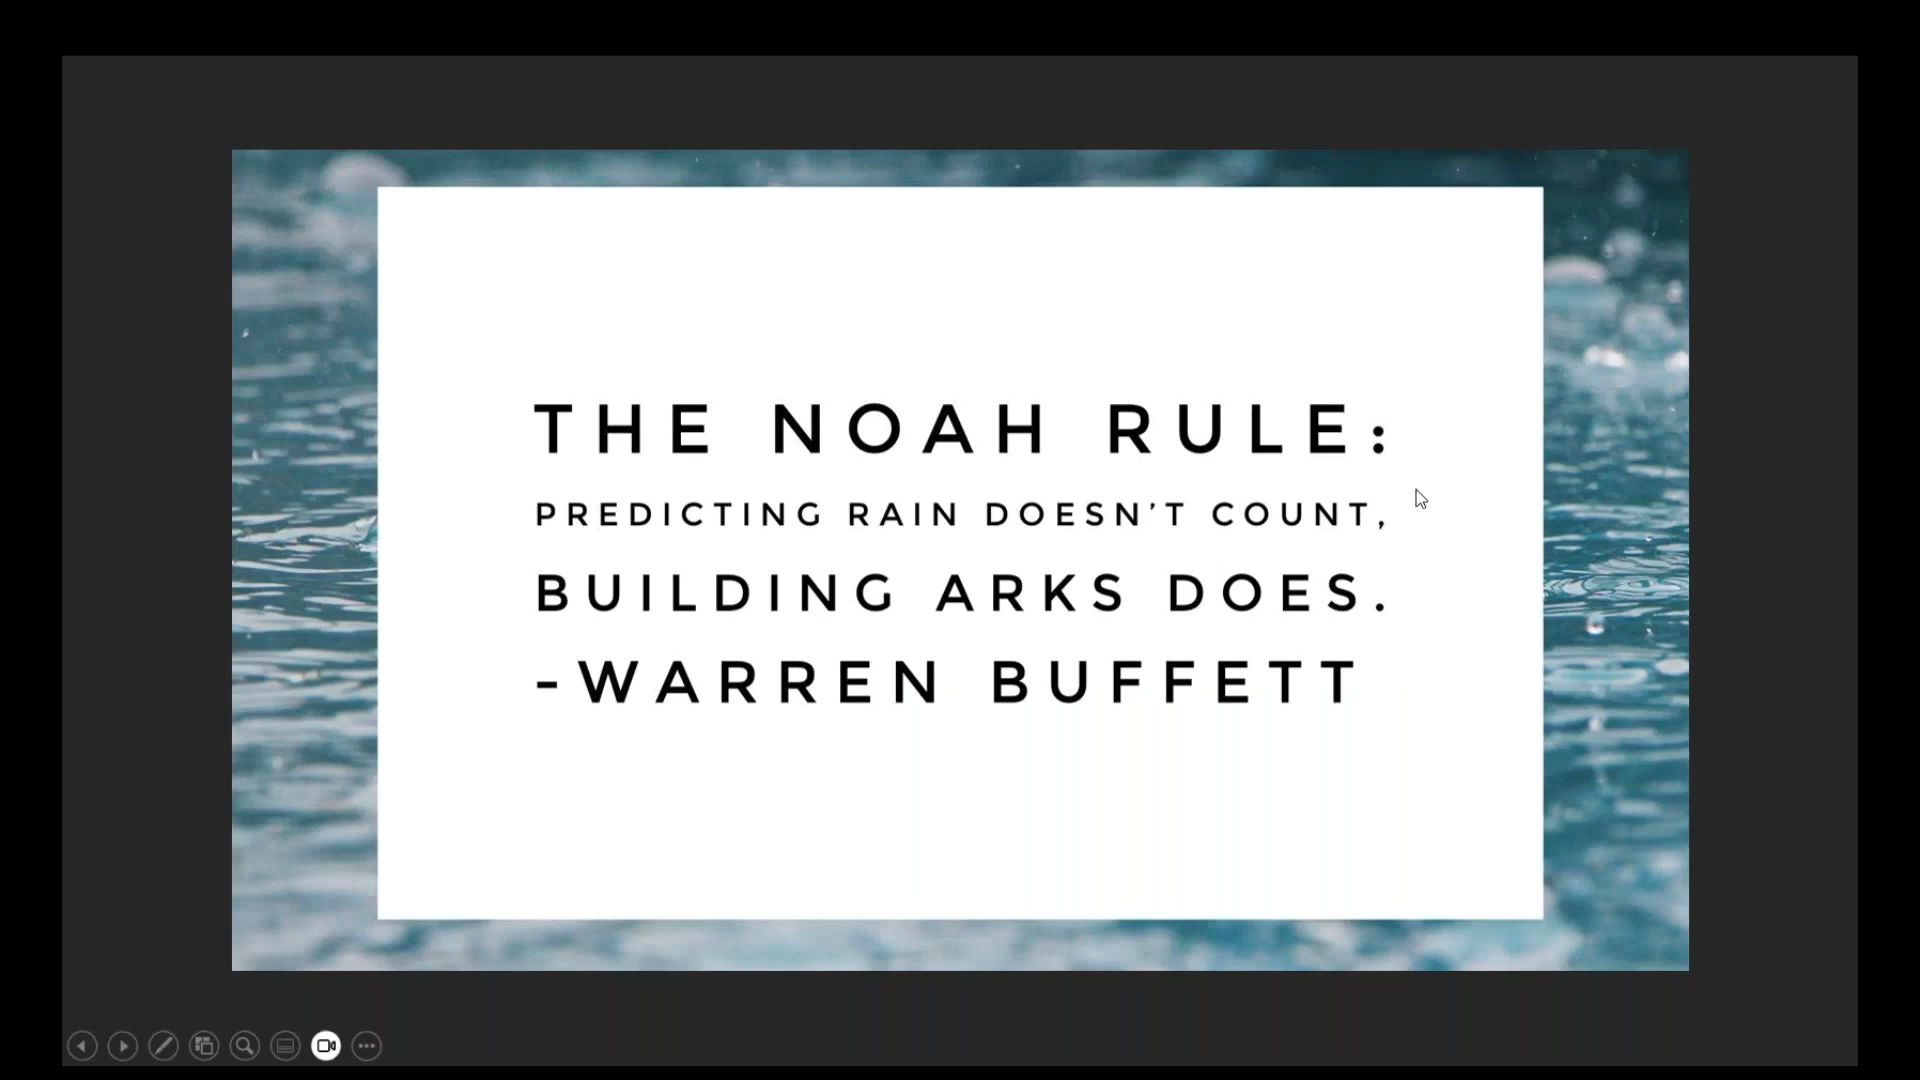 THE NOAH RULE:
PREDICTING RAIN DOESN’T COUNT,
BUILDING ARKS DOES.
-WARREN BUFFETT